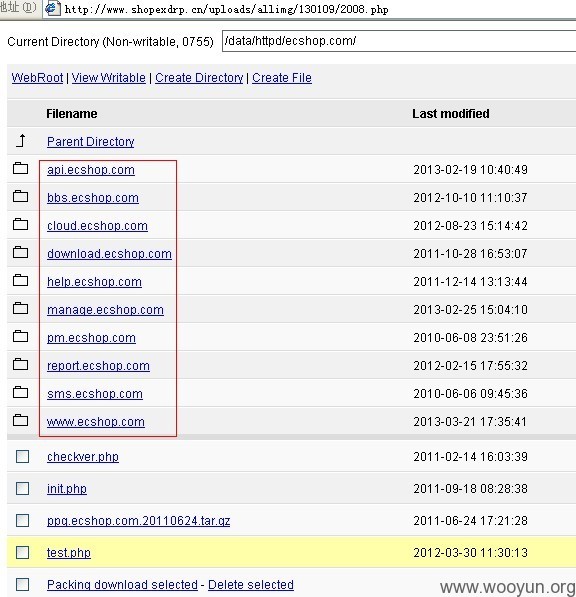 地址(D) http://www.shopexdrp.cn/uploads/allimg/130109/2008.php
Current Directory (Non-writable, 0755) /data/httpd/ecshop.com/
WebRoot | View Writable | Create Directory | Create File
Filename Last modified
Parent Directory
api.ecshop.com 2013-02-19 10:40:49
bbs.ecshop.com 2012-10-10 11:10:37
cloud.ecshop.com 2012-08-23 15:14:42
download.ecshop.com 2011-10-28 16:53:07
help.ecshop.com 2011-12-14 13:13:44
manage.ecshop.com 2013-02-25 15:04:10
pm.ecshop.com 2010-06-08 23:51:26
report.ecshop.com 2012-02-15 17:55:32
sms.ecshop.com 2010-06-06 09:45:36
www.ecshop.com 2013-03-21 17:35:41
checkver.php 2011-02-14 16:03:39
init.php 2011-09-18 08:28:38
ppq.ecshop.com.20110624.tar.gz 2011-06-24 17:21:28
test.php 2012-03-30 11:30:13
Packing download selected - Delete selected
www.wooyun.org